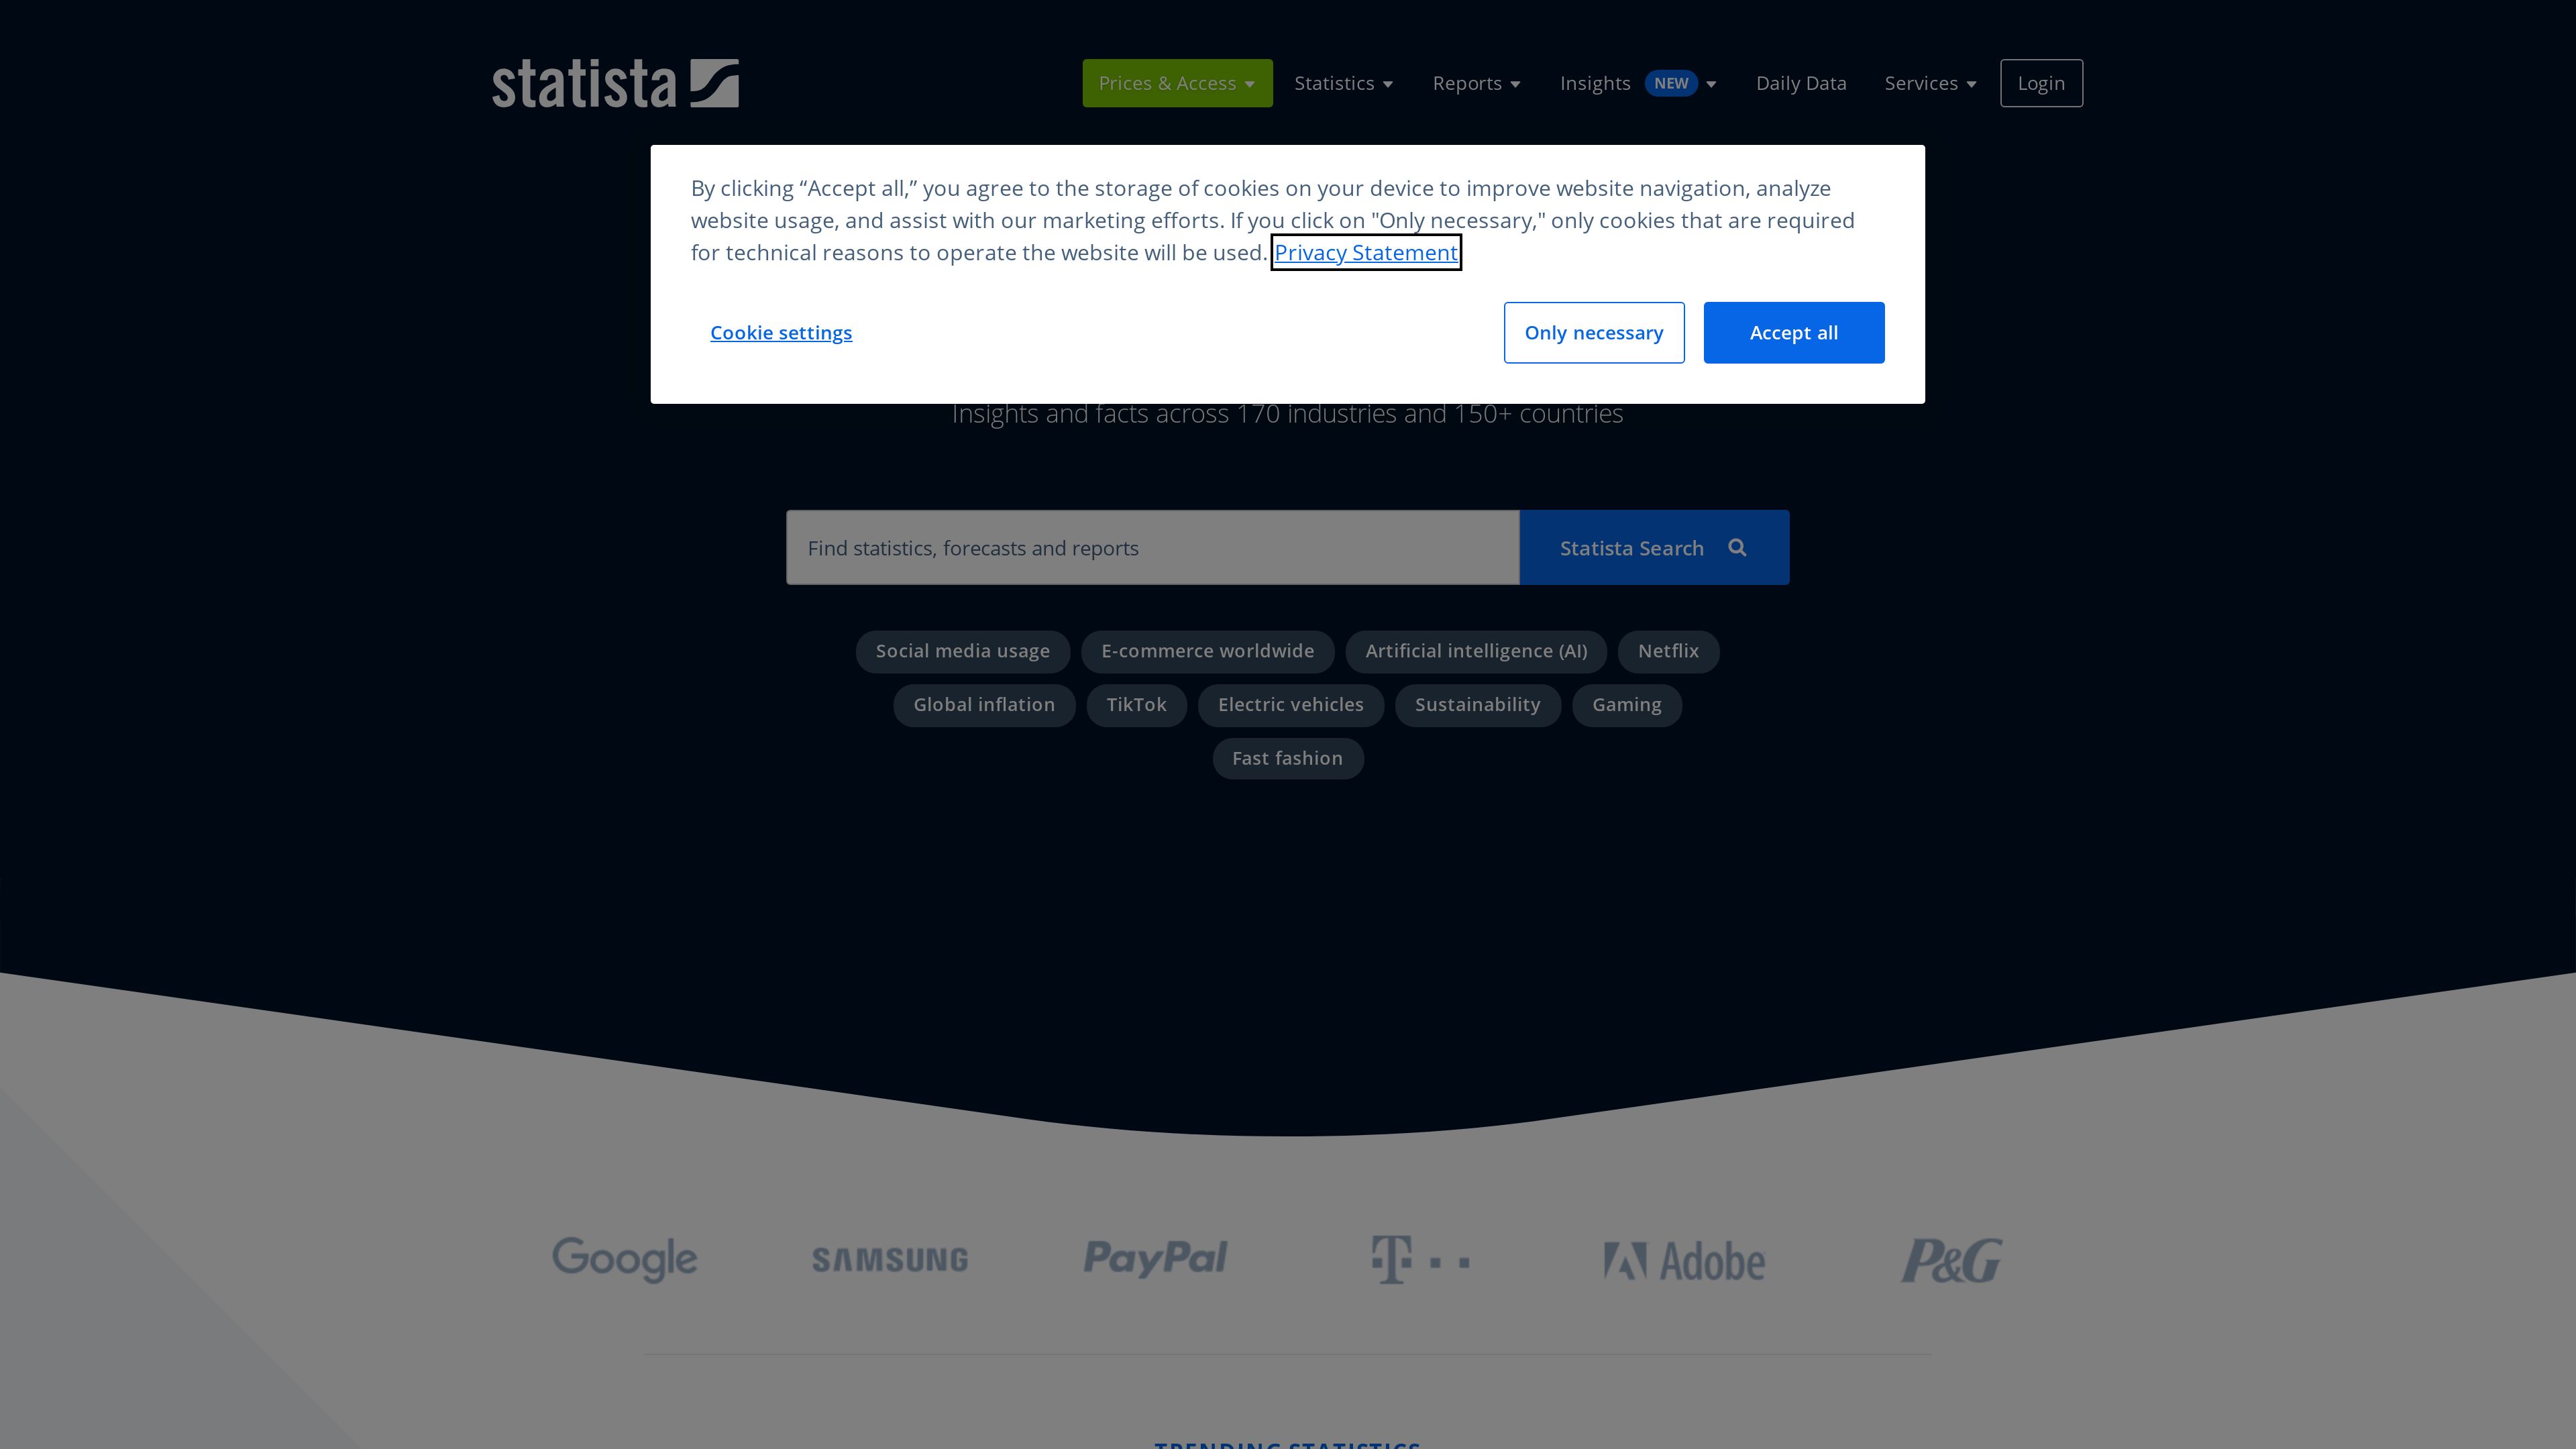 statista
Prices & Access
Statistics
Reports
Insights NEW
Daily Data
Services
Login
By clicking “Accept all,” you agree to the storage of cookies on your device to improve website navigation, analyze
website usage, and assist with our marketing efforts. If you click on "Only necessary," only cookies that are required
for technical reasons to operate the website will be used. Privacy Statement
Cookie settings
Only necessary
Accept all
Insights and facts across 170 industries and 150+ countries
Find statistics, forecasts and reports
Statista Search
Social media usage
E-commerce worldwide
Artificial intelligence (AI)
Netflix
Global inflation
TikTok
Electric vehicles
Sustainability
Gaming
Fast fashion
Google
SAMSUNG
PayPal
T
Adobe
P&G
TRENDING STATISTICS